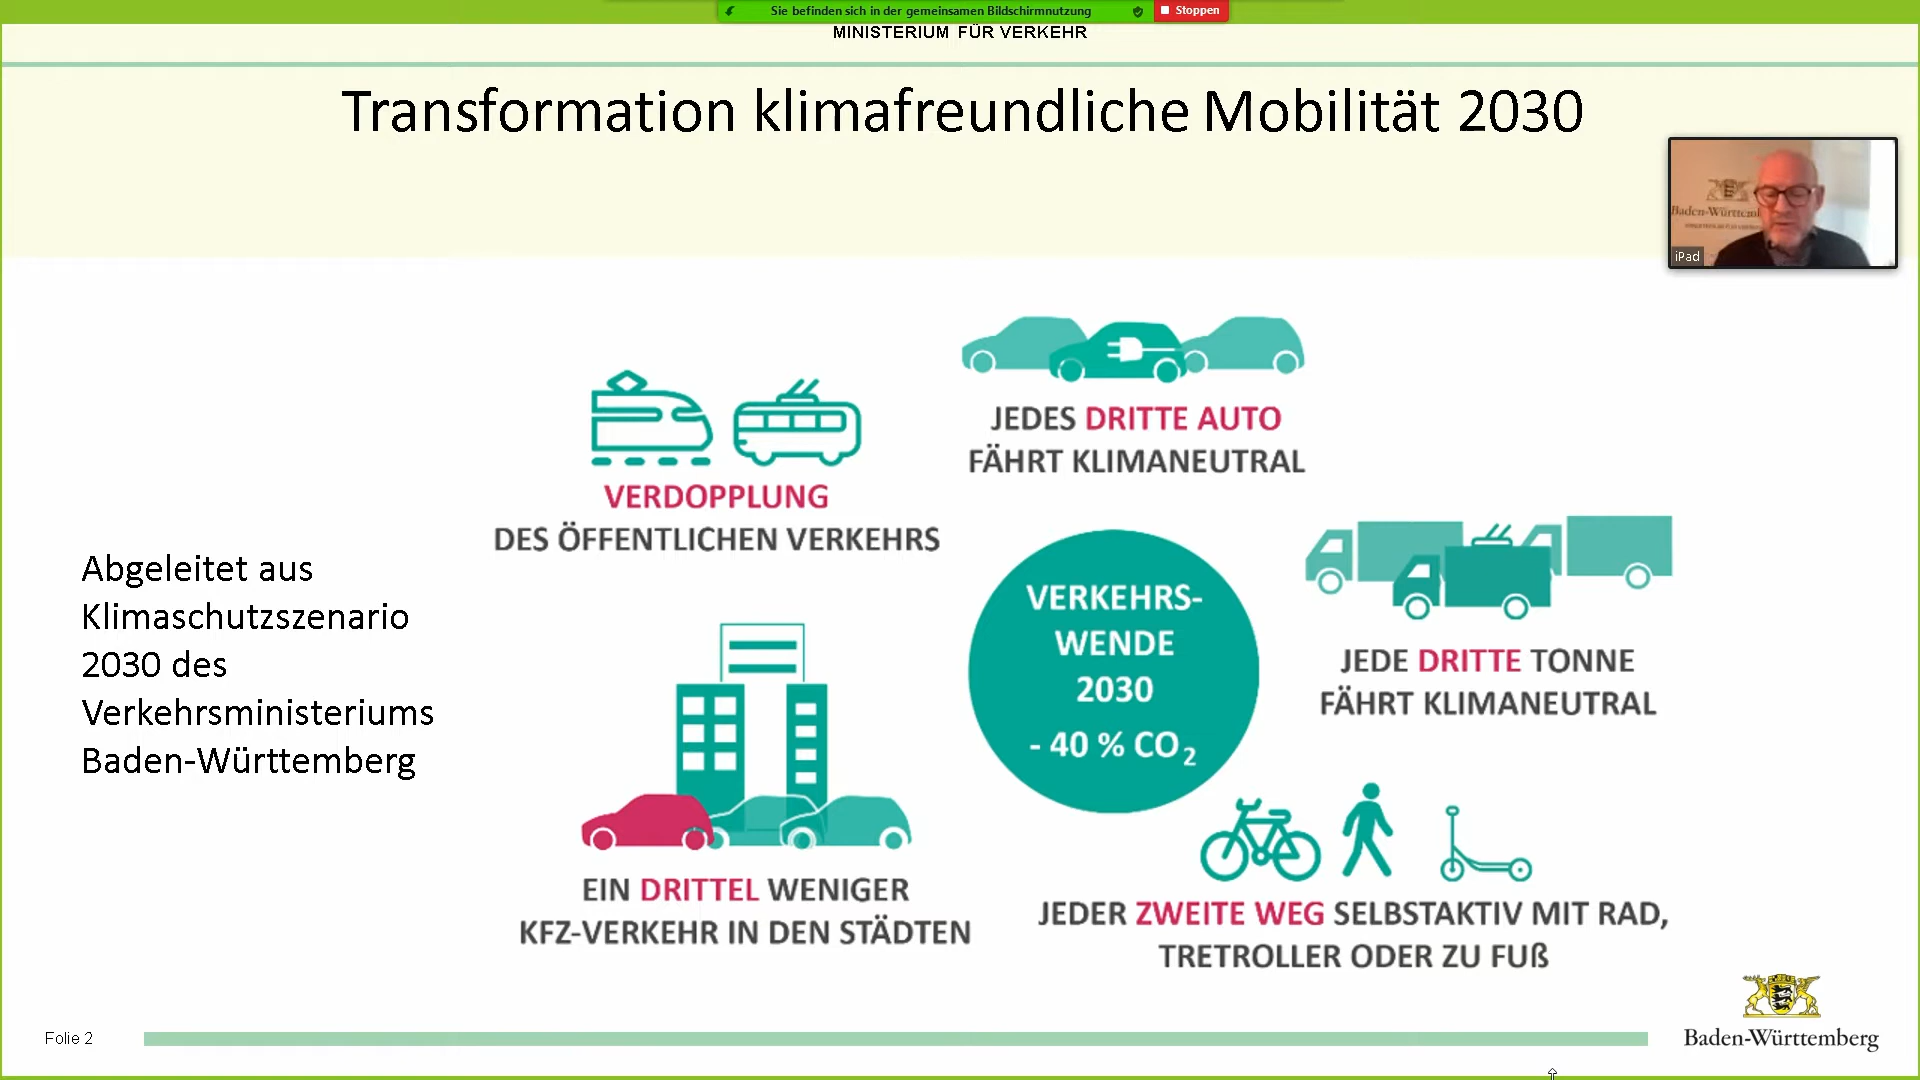 Sie befinden sich in der gemeinsamen Bildschirmnutzung
Stoppen
MINISTERIUM FÜR VERKEHR
Transformation klimafreundliche Mobilität 2030
Baden-Württem
iPad
JEDES DRITTE AUTO
FÄHRT KLIMANEUTRAL
VERDOPPLUNG
DES ÖFFENTLICHEN VERKEHRS
Abgeleitet aus
Klimaschutzszenario
2030 des
Verkehrsministeriums
Baden-Württemberg
VERKEHRS-
WENDE
2030
- 40 % CO₂
JEDE DRITTE TONNE
FÄHRT KLIMANEUTRAL
EIN DRITTEL WENIGER
KFZ-VERKEHR IN DEN STÄDTEN
JEDER ZWEITE WEG SELBSTAKTIV MIT RAD,
TRETROLLER ODER ZU FUß
Folie 2
Baden-Württemberg